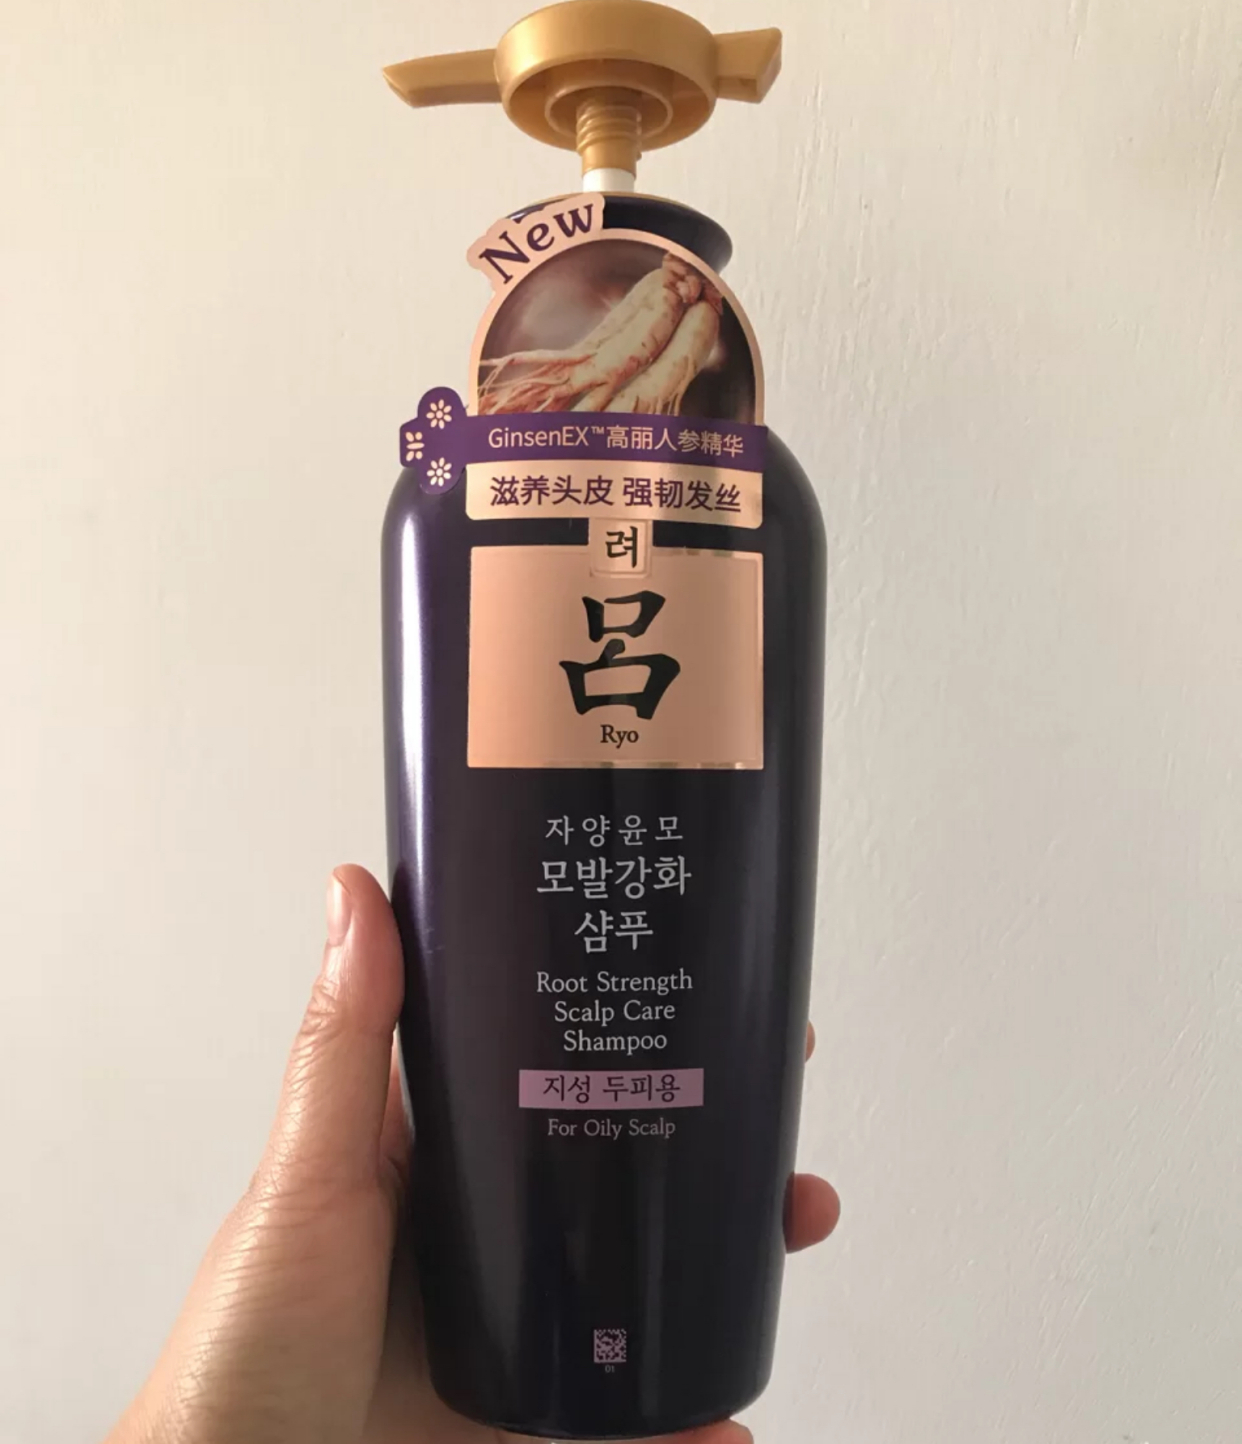 New
GinsenEX™高丽人参精华
滋养头皮 强韧发丝
려
呂
Ryo
자양윤모
모발강화
샴푸
Root Strength
Scalp Care
Shampoo
지성 두피용
For Oily Scalp
01